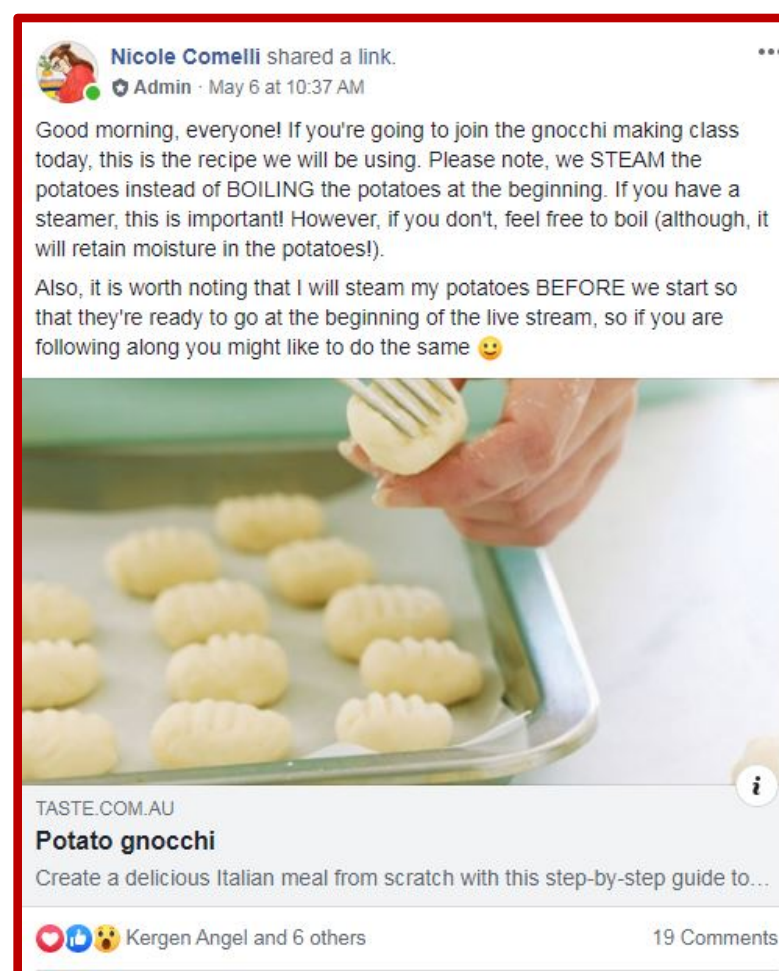 Nicole Comelli shared a link.
Admin · May 6 at 10:37 AM
Good morning, everyone! If you're going to join the gnocchi making class
today, this is the recipe we will be using. Please note, we STEAM the
potatoes instead of BOILING the potatoes at the beginning. If you have a
steamer, this is important! However, if you don't, feel free to boil (although, it
will retain moisture in the potatoes!).
Also, it is worth noting that I will steam my potatoes BEFORE we start so
that they're ready to go at the beginning of the live stream, so if you are
following along you might like to do the same 🙂
i
TASTE.COM.AU
Potato gnocchi
Create a delicious Italian meal from scratch with this step-by-step guide to...
Kergen Angel and 6 others 19 Comments